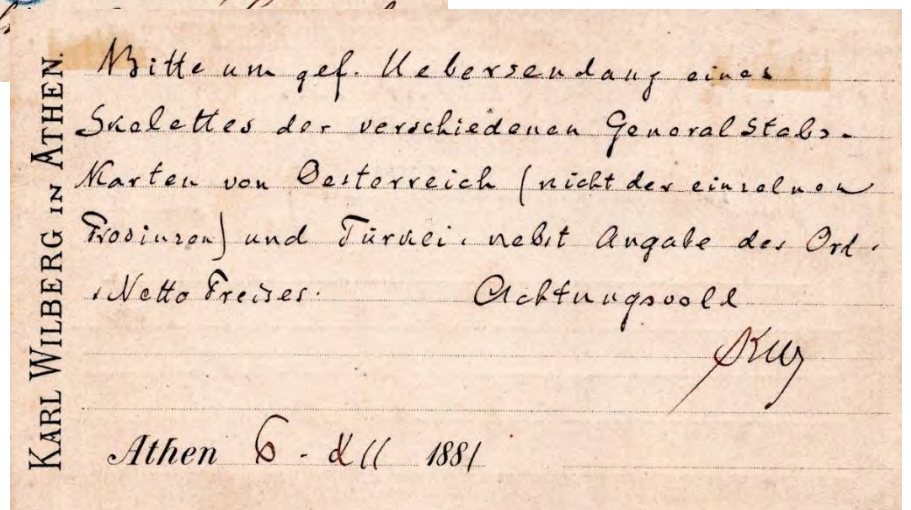 KARL WILBERG IN ATHEN.
Bitte um gef. Uebersendung eines
Skelettes der verschiedenen Generalstabs-
Karten von Oesterreich (nicht der einzelnen
Provinzen) und Türkei. nebst Angabe des Ord.
. Netto Preises. Achtungsvoll
Athen 6 - XII 1881